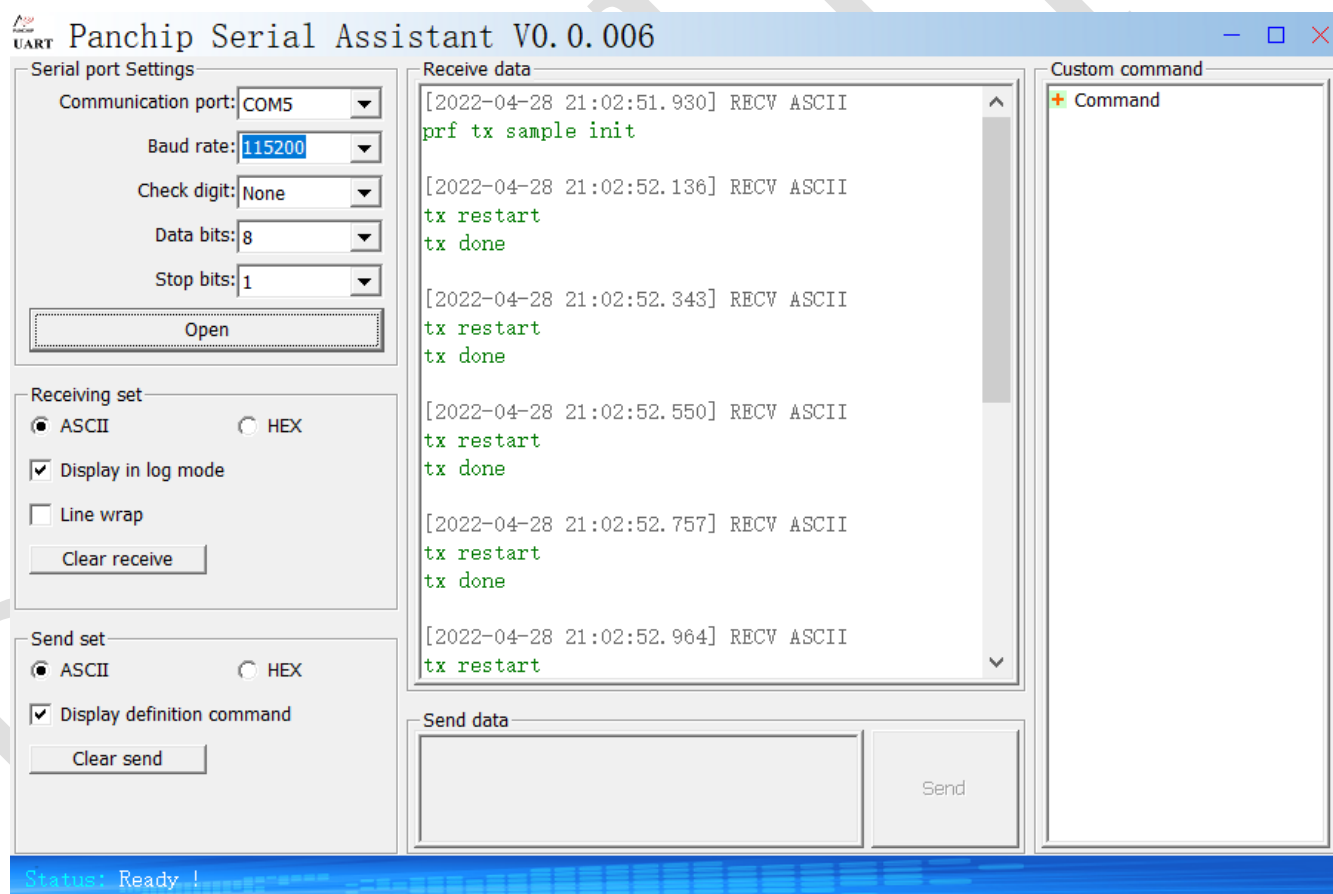 UART Panchip Serial Assistant V0.0.006
Serial port Settings
Communication port: COM5
Baud rate: 115200
Check digit: None
Data bits: 8
Stop bits: 1
Open
Receiving set
ASCII HEX
Display in log mode
Line wrap
Clear receive
Send set
ASCII HEX
Display definition command
Clear send
Receive data
[2022-04-28 21:02:51.930] RECV ASCII
prf tx sample init
[2022-04-28 21:02:52.136] RECV ASCII
tx restart
tx done
[2022-04-28 21:02:52.343] RECV ASCII
tx restart
tx done
[2022-04-28 21:02:52.550] RECV ASCII
tx restart
tx done
[2022-04-28 21:02:52.757] RECV ASCII
tx restart
tx done
[2022-04-28 21:02:52.964] RECV ASCII
tx restart
Send data
Send
Custom command
Command
Status: Ready !